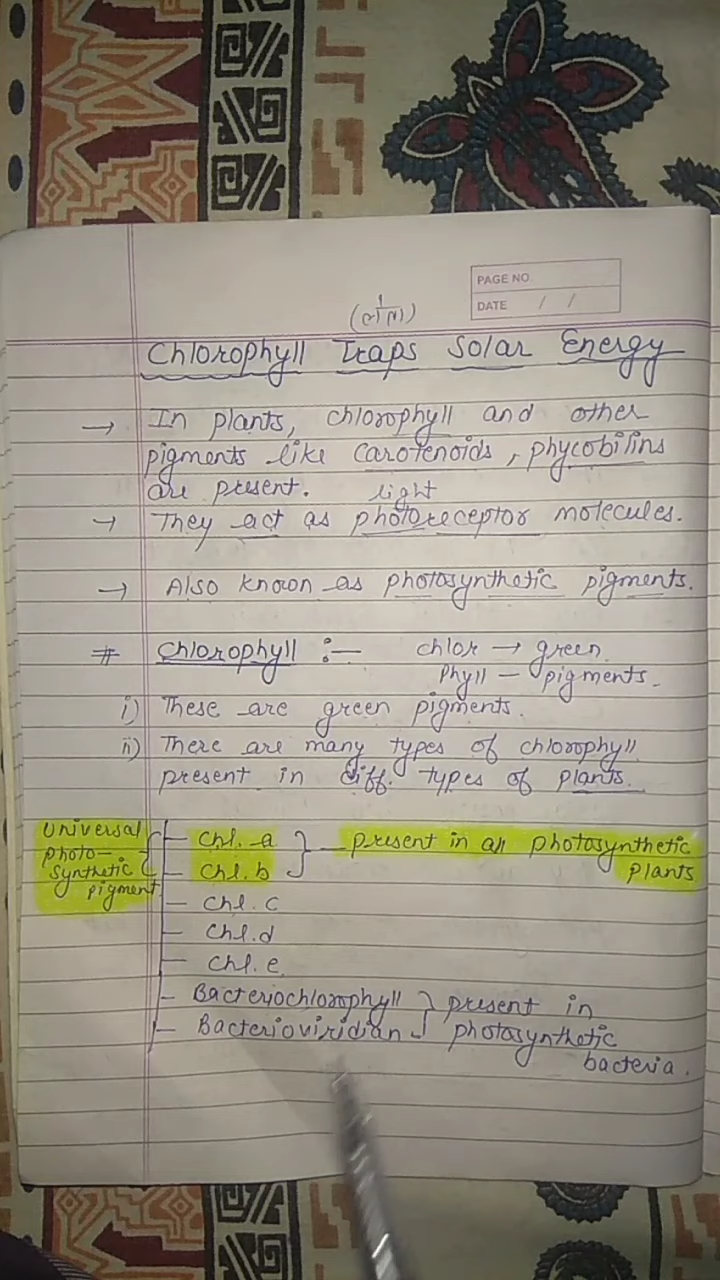 PAGE NO.
DATE / /
Chlorophyll Traps Solar Energy
→ In plants, chlorophyll and other
pigments like carotenoids, phycobilins
are present. light
→ They act as photoreceptor molecules.
→ Also known as photosynthetic pigments.
# Chlorophyll :- chlor → green
Phyll - pigments.
i) These are green pigments.
ii) There are many types of chlorophyll
present in diff. types of plants.
Universal
photo-
synthetic
pigment
- Chl. a
- Chl. b
present in all photosynthetic
plants
- Chl. c
- Chl. d
- Chl. e
- Bacteriochlorophyll } present in
- Bacterioviridian } photosynthetic
bacteria.